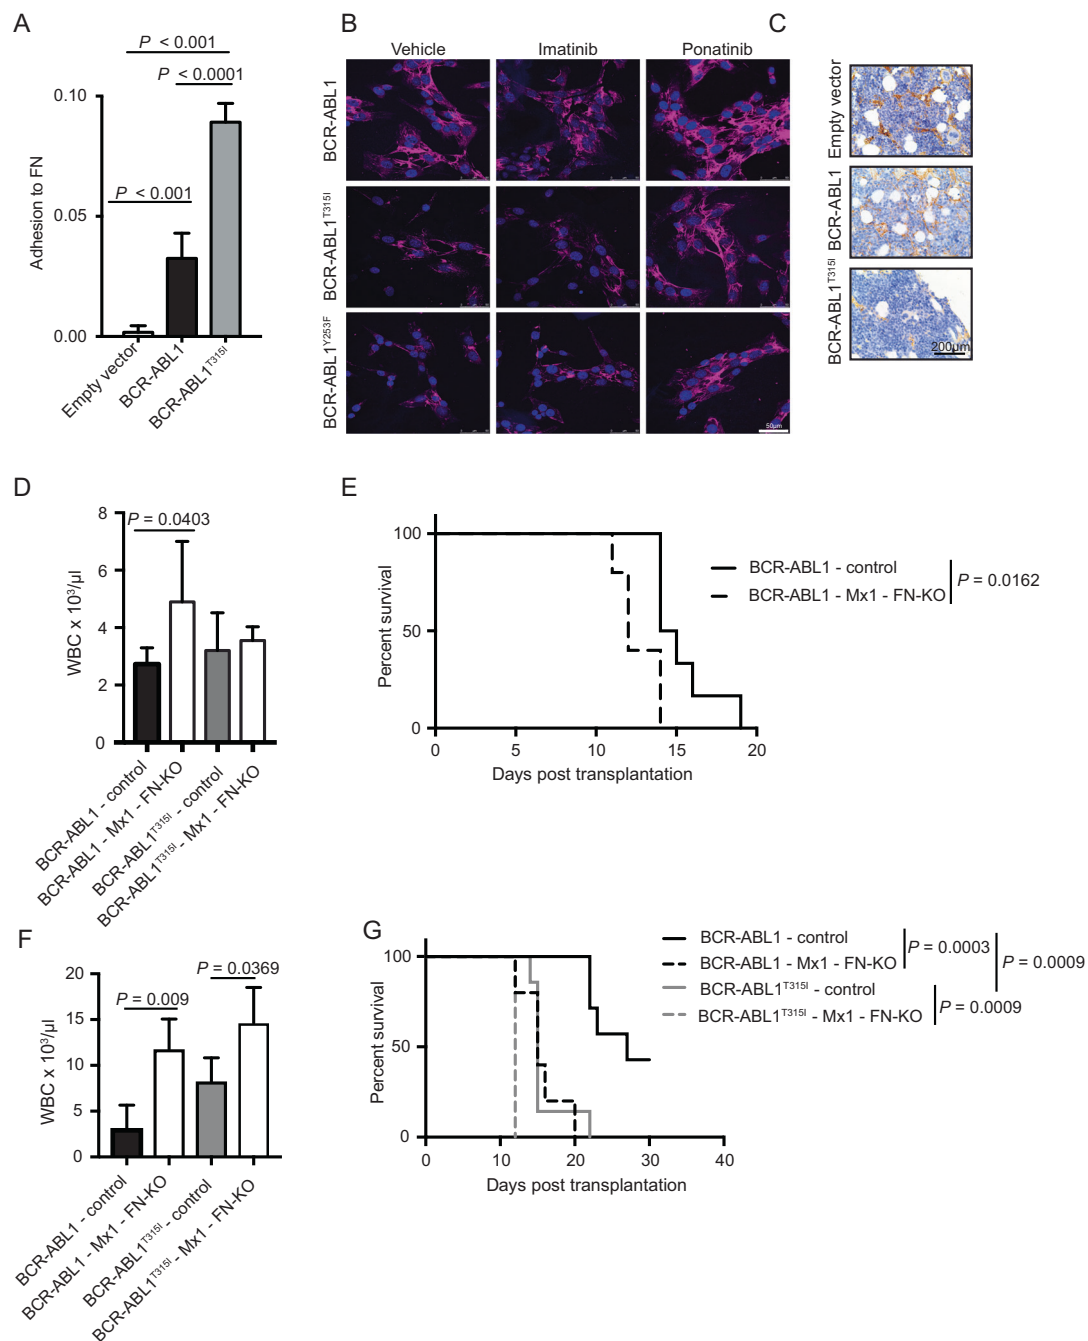 A
P < 0.001
P < 0.0001
P < 0.001
0.10
0.05
0.00
Adhesion to FN
Empty vector
BCR-ABL1
BCR-ABL1T315I
B
Vehicle
Imatinib
Ponatinib
BCR-ABL1
BCR-ABL1T315I
BCR-ABL1Y253F
50µm
C
Empty vector
BCR-ABL1
BCR-ABL1T315I
200µm
D
8
6
4
2
0
WBC x 10³/µl
P = 0.0403
BCR-ABL1 - control
BCR-ABL1 - Mx1 - FN-KO
BCR-ABL1T315I - control
BCR-ABL1T315I - Mx1 - FN-KO
E
100
50
0
Percent survival
0 5 10 15 20
Days post transplantation
BCR-ABL1 - control
BCR-ABL1 - Mx1 - FN-KO
P = 0.0162
F
20
15
10
5
0
WBC x 10³/µl
P = 0.009
P = 0.0369
BCR-ABL1 - control
BCR-ABL1 - Mx1 - FN-KO
BCR-ABL1T315I - control
BCR-ABL1T315I - Mx1 - FN-KO
G
100
50
0
Percent survival
0 10 20 30 40
Days post transplantation
BCR-ABL1 - control
BCR-ABL1 - Mx1 - FN-KO
BCR-ABL1T315I - control
BCR-ABL1T315I - Mx1 - FN-KO
P = 0.0003
P = 0.0009
P = 0.0009